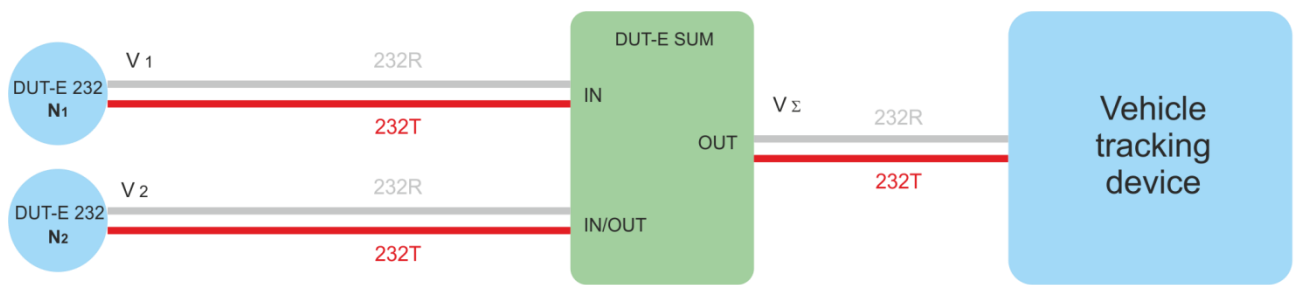 DUT-E 232
N1
V 1
232R
232T
DUT-E 232
N2
V 2
232R
232T
DUT-E SUM
IN
IN/OUT
OUT
V Σ
232R
232T
Vehicle
tracking
device